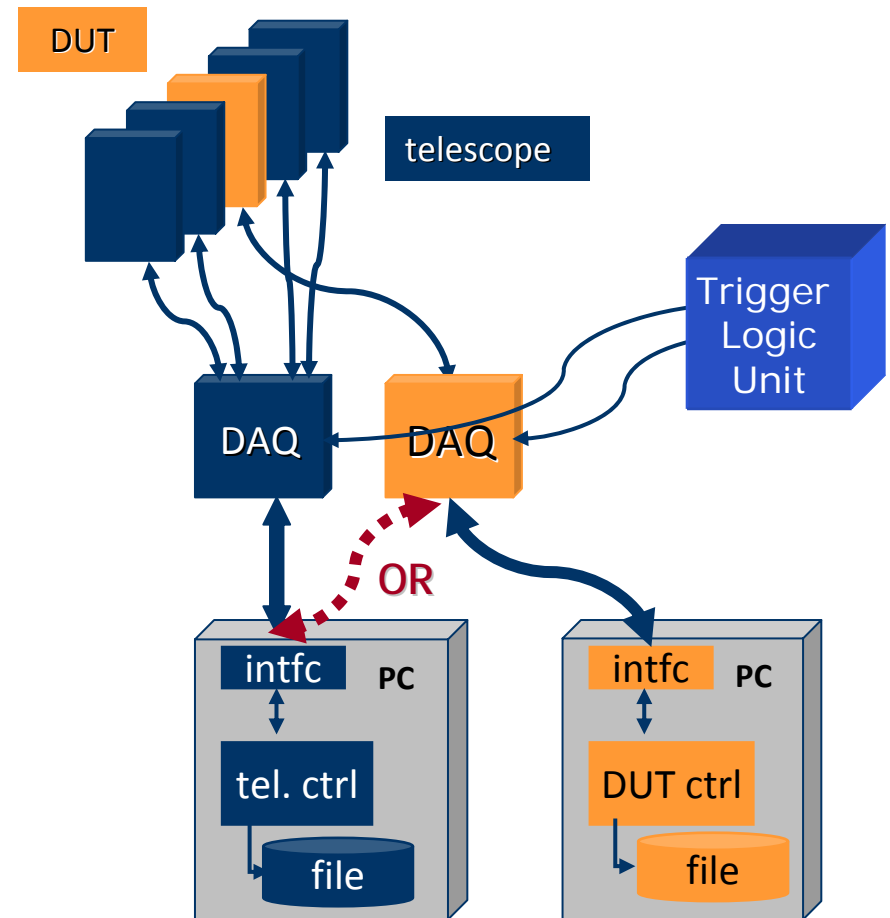 DUT
telescope
Trigger
Logic
Unit
DAQ
DAQ
OR
intfc
PC
tel. ctrl
file
intfc
PC
DUT ctrl
file